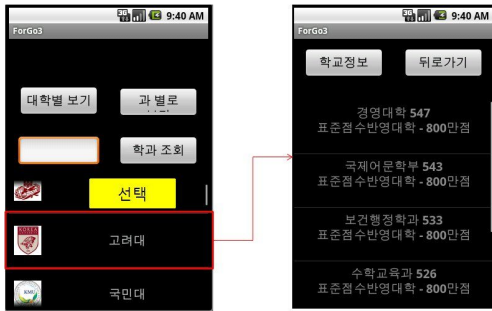 3G 9:40 AM
ForGo3
대학별 보기
과 별로
학과 조회
선택
KOREA
고려대
KMU
국민대
3G 9:40 AM
ForGo3
학교정보
뒤로가기
경영대학 547
표준점수반영대학 - 800만점
국제어문학부 543
표준점수반영대학 - 800만점
보건행정학과 533
표준점수반영대학 - 800만점
수학교육과 526
표준점수반영대학 - 800만점